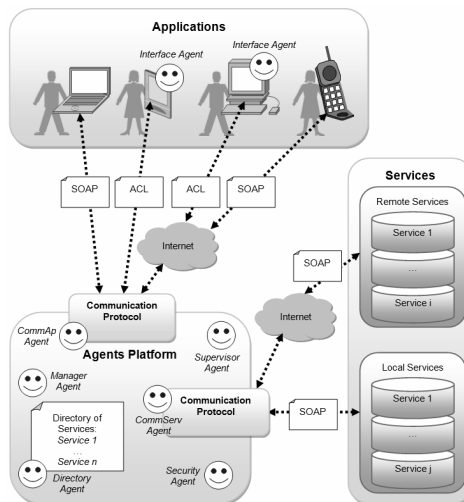 Applications
Interface Agent
Interface Agent
SOAP
ACL
ACL
SOAP
Internet
Services
Remote Services
Service 1
...
Service i
SOAP
Internet
Communication
Protocol
CommAp
Agent
Agents Platform
Supervisor
Agent
Manager
Agent
Directory of
Services:
Service 1
...
Service n
Directory
Agent
CommServ
Agent
Communication
Protocol
Security
Agent
SOAP
Local Services
Service 1
...
Service j